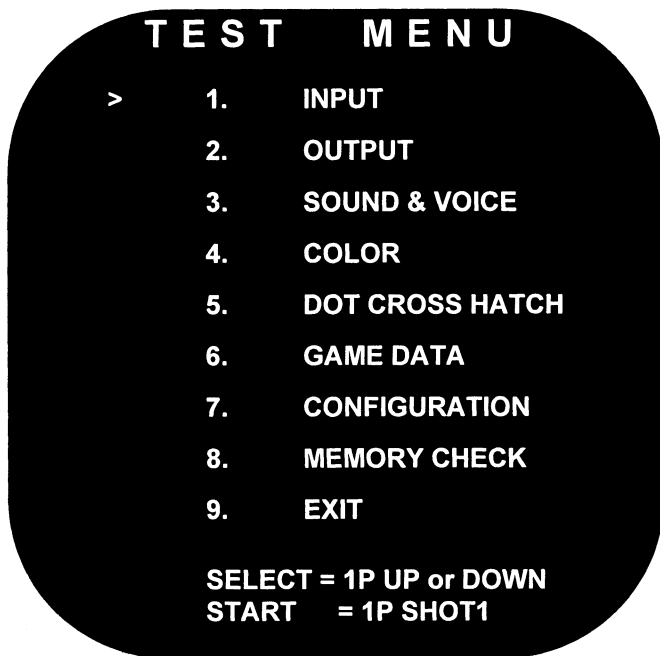 TEST MENU
> 1. INPUT
2. OUTPUT
3. SOUND & VOICE
4. COLOR
5. DOT CROSS HATCH
6. GAME DATA
7. CONFIGURATION
8. MEMORY CHECK
9. EXIT
SELECT = 1P UP or DOWN
START = 1P SHOT1